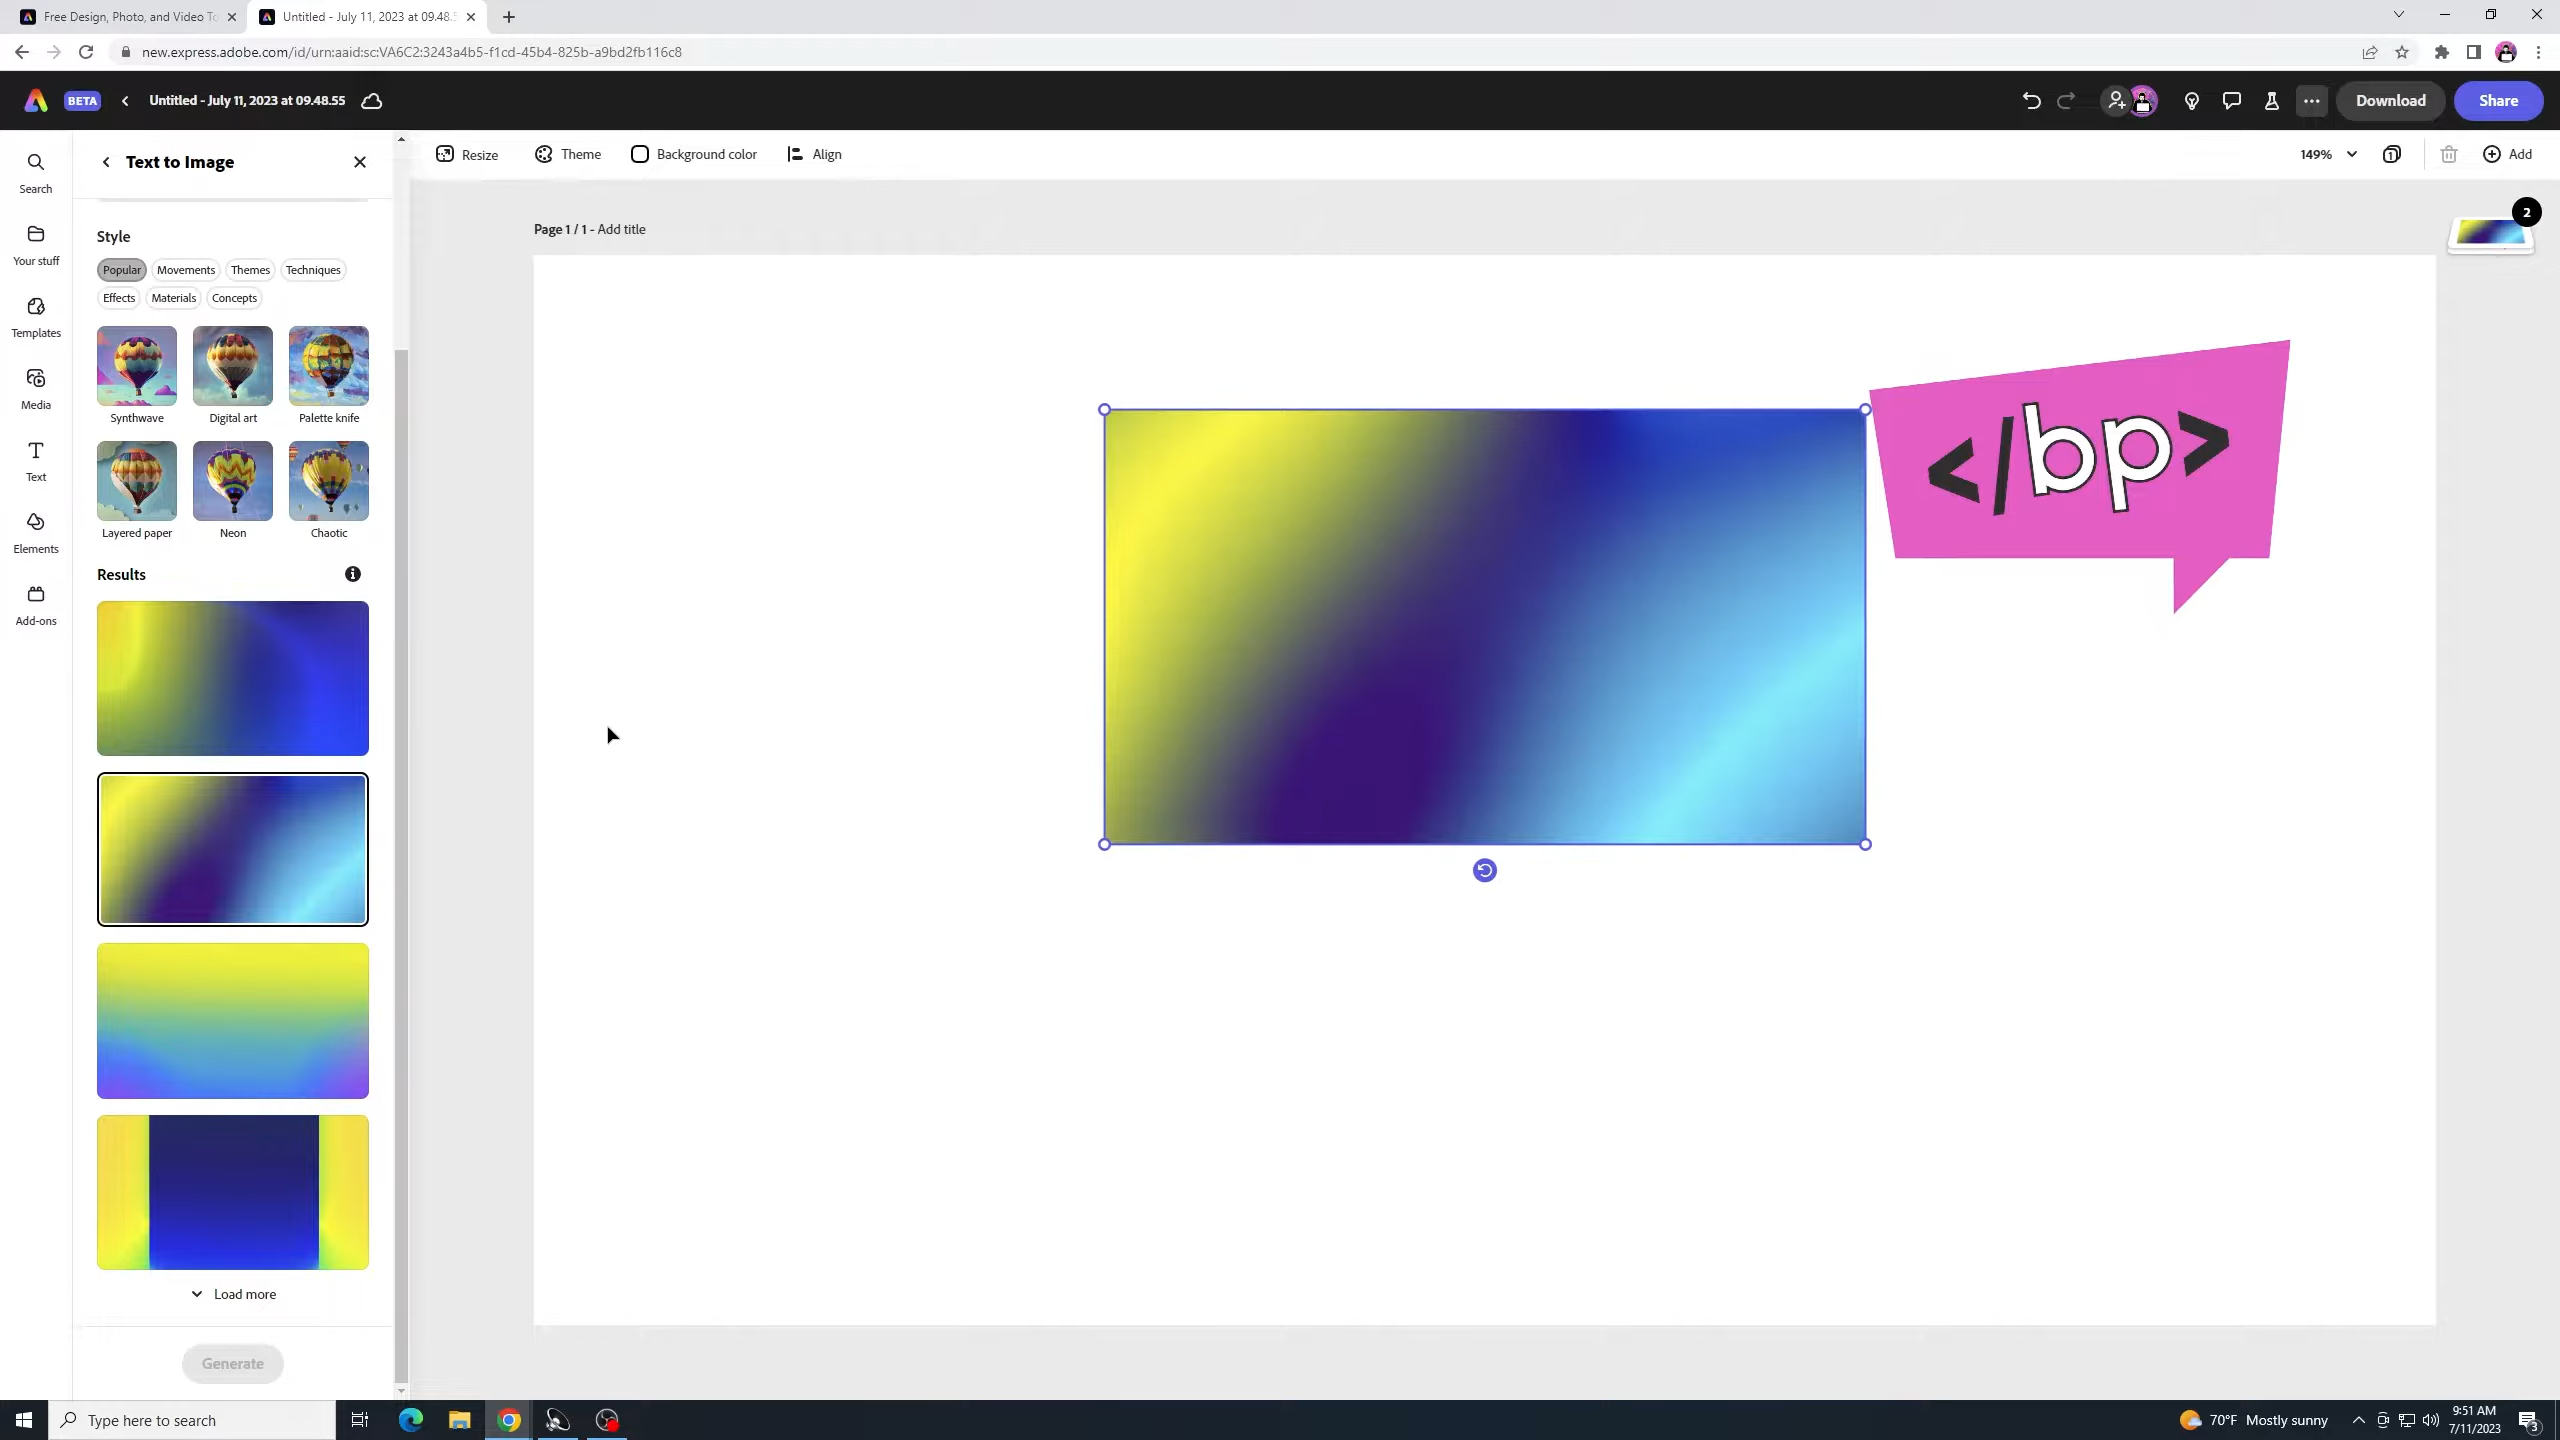 Free Design, Photo, and Video To
Untitled - July 11, 2023 at 09.48.5
new.express.adobe.com/id/urn:aaid:sc:VA6C2:3243a4b5-f1cd-45b4-825b-a9bd2fb116c8
BETA
Untitled - July 11, 2023 at 09.48.55
Download
Share
Search
Your stuff
Templates
Media
Text
Elements
Add-ons
Text to Image
Style
Popular Movements Themes Techniques
Effects Materials Concepts
Synthwave Digital art Palette knife
Layered paper Neon Chaotic
Results
Load more
Generate
Resize Theme Background color Align
149%
1
Add
Page 1 / 1 - Add title
2
</bp>
Type here to search
70°F Mostly sunny
9:51 AM
7/11/2023
3